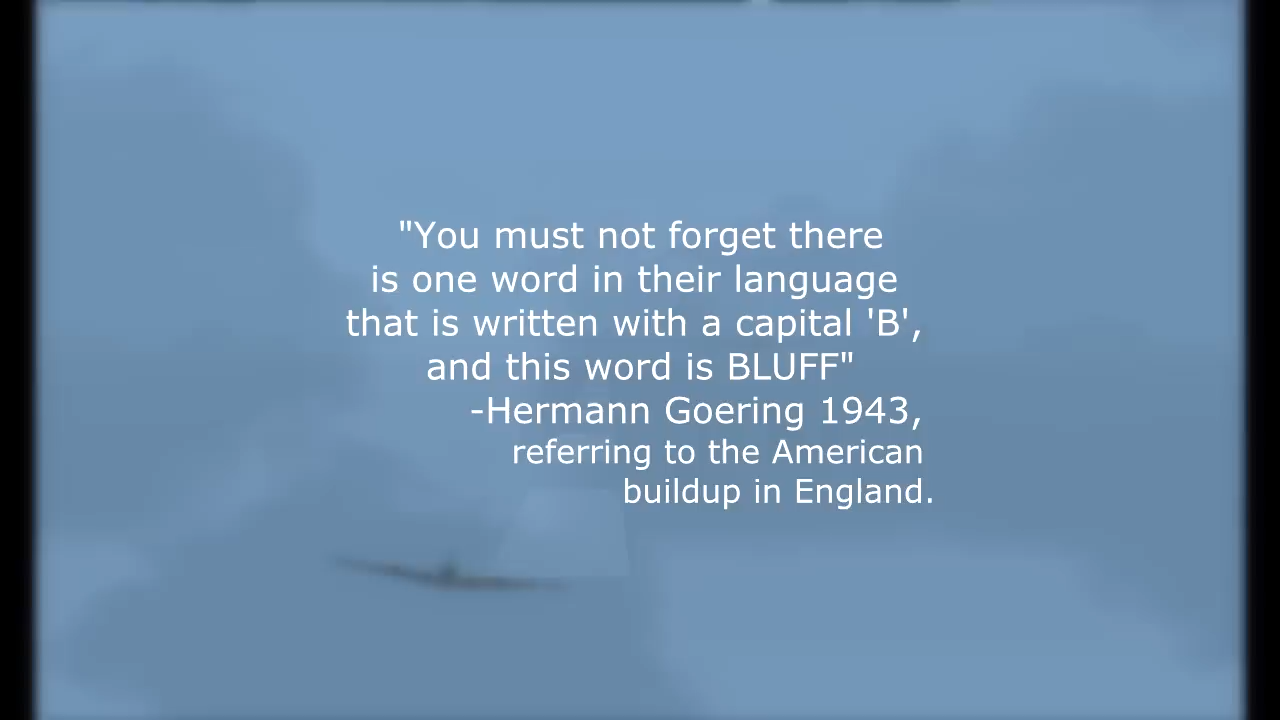 "You must not forget there
is one word in their language
that is written with a capital 'B',
and this word is BLUFF"
-Hermann Goering 1943,
referring to the American
buildup in England.